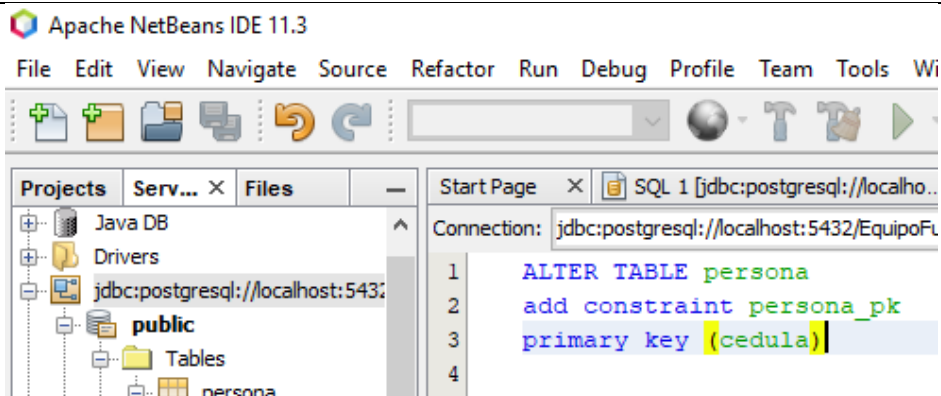 Apache NetBeans IDE 11.3
File Edit View Navigate Source Refactor Run Debug Profile Team Tools Wi
Projects Serv... Files
Start Page SQL 1 [jdbc:postgresql://localho...
Java DB
Drivers
jdbc:postgresql://localhost:5432
public
Tables
persona
Connection: jdbc:postgresql://localhost:5432/EquipoFu
1 ALTER TABLE persona
2 add constraint persona_pk
3 primary key (cedula)
4